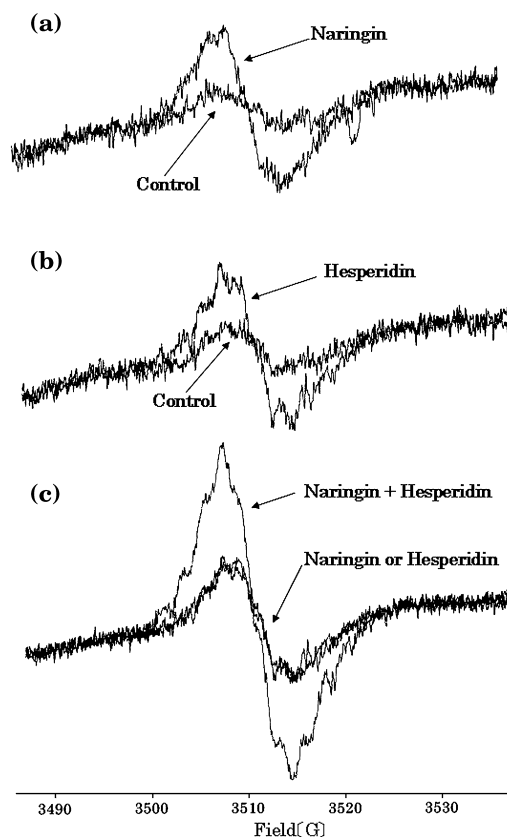 (a)
Naringin
Control
(b)
Hesperidin
Control
(c)
Naringin + Hesperidin
Naringin or Hesperidin
3490 3500 3510 3520 3530
Field[G]